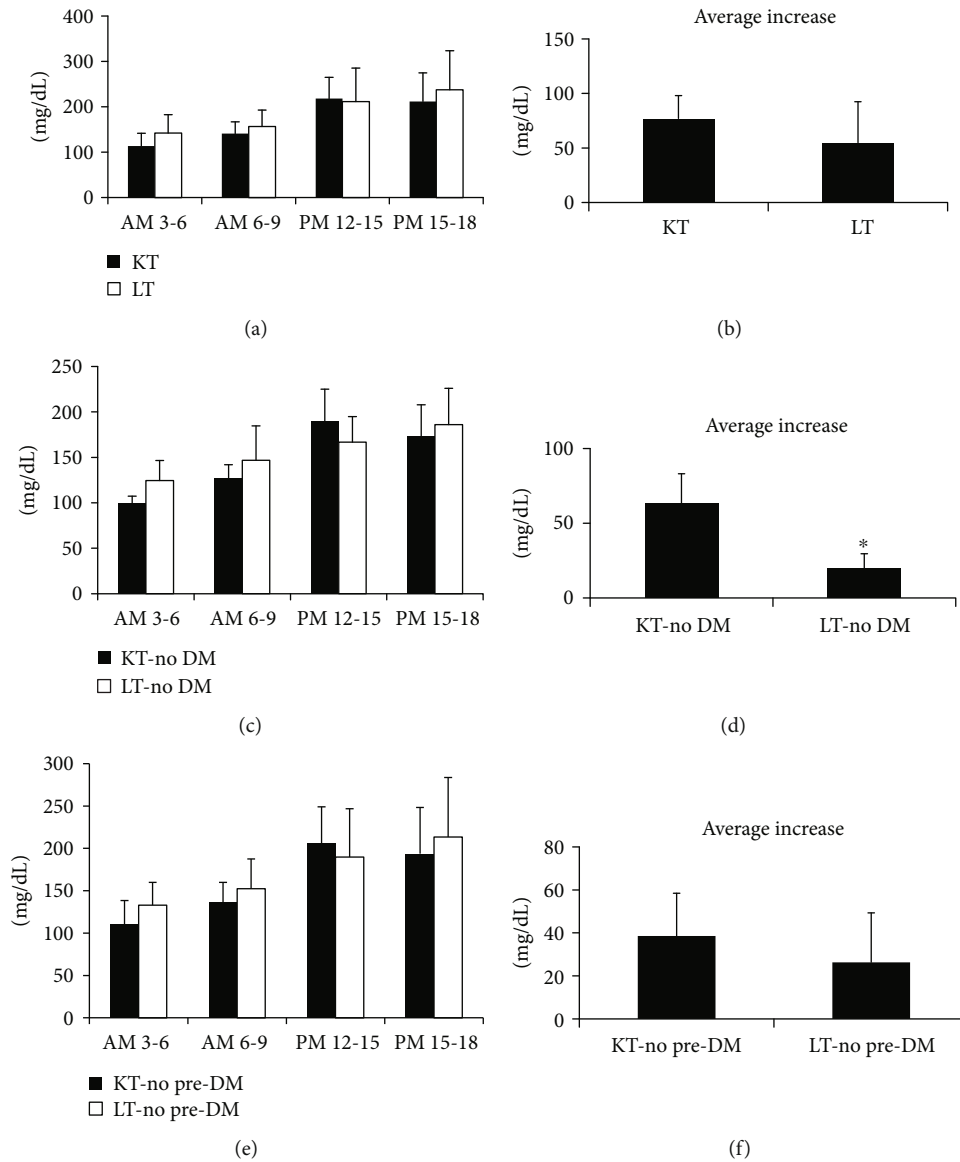 400
300
200
100
0
(mg/dL)
AM 3-6 AM 6-9 PM 12-15 PM 15-18
KT
LT
(a)
Average increase
150
100
50
0
(mg/dL)
KT LT
(b)
250
200
150
100
50
0
(mg/dL)
AM 3-6 AM 6-9 PM 12-15 PM 15-18
KT-no DM
LT-no DM
(c)
Average increase
100
50
0
(mg/dL)
*
KT-no DM LT-no DM
(d)
300
250
200
150
100
50
0
(mg/dL)
AM 3-6 AM 6-9 PM 12-15 PM 15-18
KT-no pre-DM
LT-no pre-DM
(e)
Average increase
80
60
40
20
0
(mg/dL)
KT-no pre-DM LT-no pre-DM
(f)